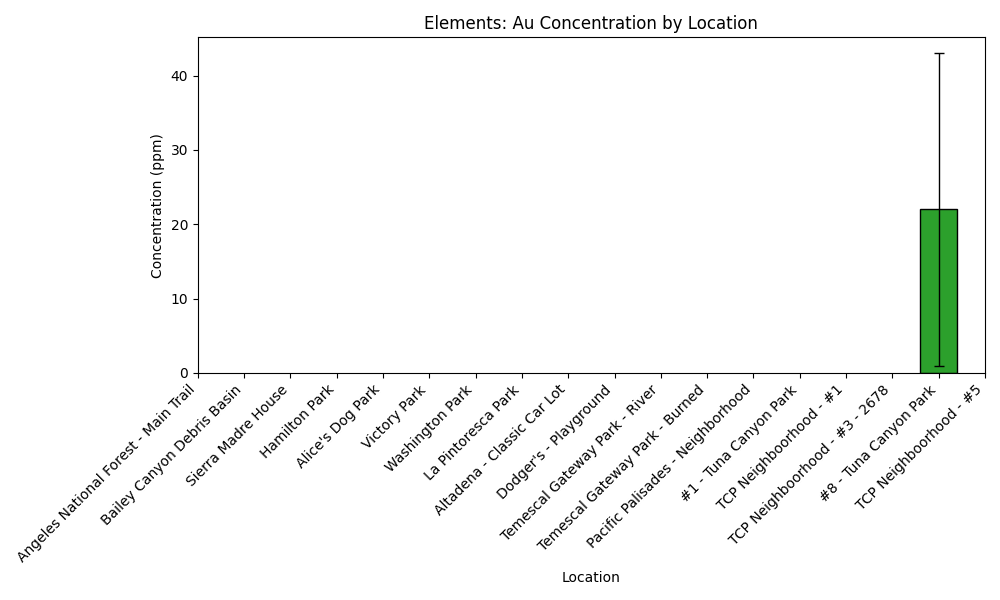 Elements: Au Concentration by Location
Concentration (ppm)
40
30
20
10
0
Angeles National Forest - Main Trail
Bailey Canyon Debris Basin
Sierra Madre House
Hamilton Park
Alice's Dog Park
Victory Park
Washington Park
La Pintoresca Park
Altadena - Classic Car Lot
Dodger's - Playground
Temescal Gateway Park - River
Temescal Gateway Park - Burned
Pacific Palisades - Neighborhood
#1 - Tuna Canyon Park
TCP Neighboorhood - #1
TCP Neighboorhood - #3 - 2678
#8 - Tuna Canyon Park
TCP Neighboorhood - #5
Location